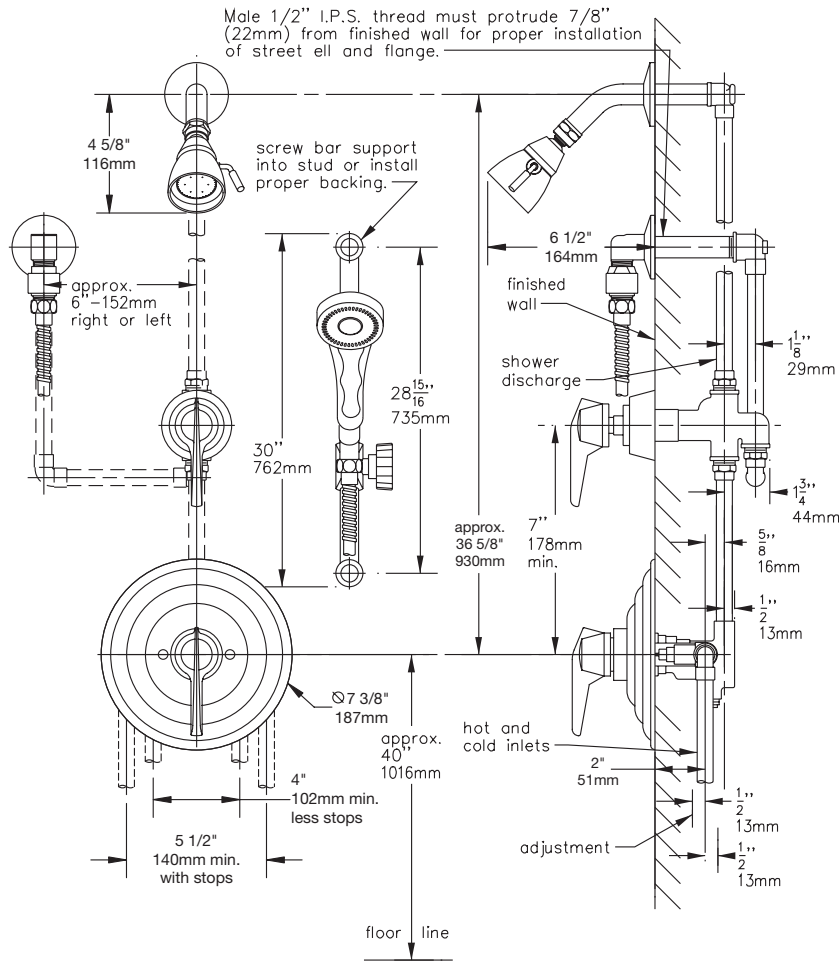 Male 1/2" I.P.S. thread must protrude 7/8"
(22mm) from finished wall for proper installation
of street ell and flange.
4 5/8"
116mm
screw bar support
into stud or install
proper backing.
6 1/2"
164mm
approx.
6"-152mm
right or left
finished
wall
shower
discharge
1 1/8"
29mm
28 15/16"
735mm
30"
762mm
approx.
36 5/8"
930mm
7"
178mm
min.
1 3/4"
44mm
5/8"
16mm
1/2"
13mm
∅7 3/8"
187mm
approx.
40"
1016mm
hot and
cold inlets
2"
51mm
4"
102mm min.
less stops
1/2"
13mm
5 1/2"
140mm min.
with stops
adjustment
1/2"
13mm
floor line